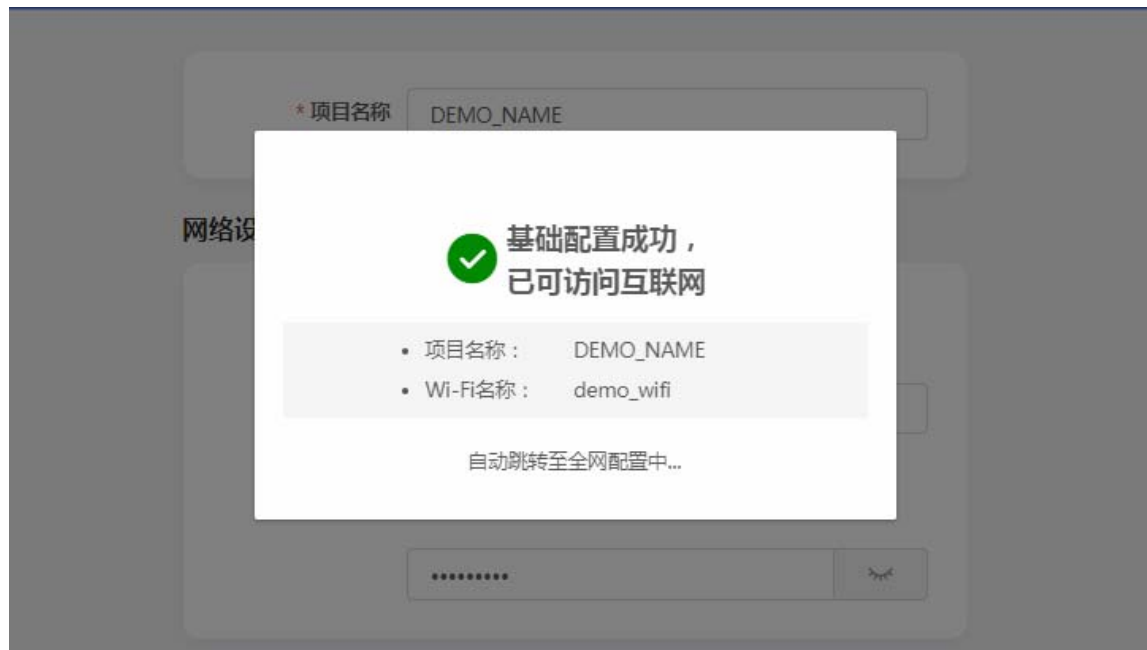 * 项目名称 DEMO_NAME
网络设
基础配置成功，
已可访问互联网
• 项目名称： DEMO_NAME
• Wi-Fi名称： demo_wifi
自动跳转至全网配置中...
•••••••••